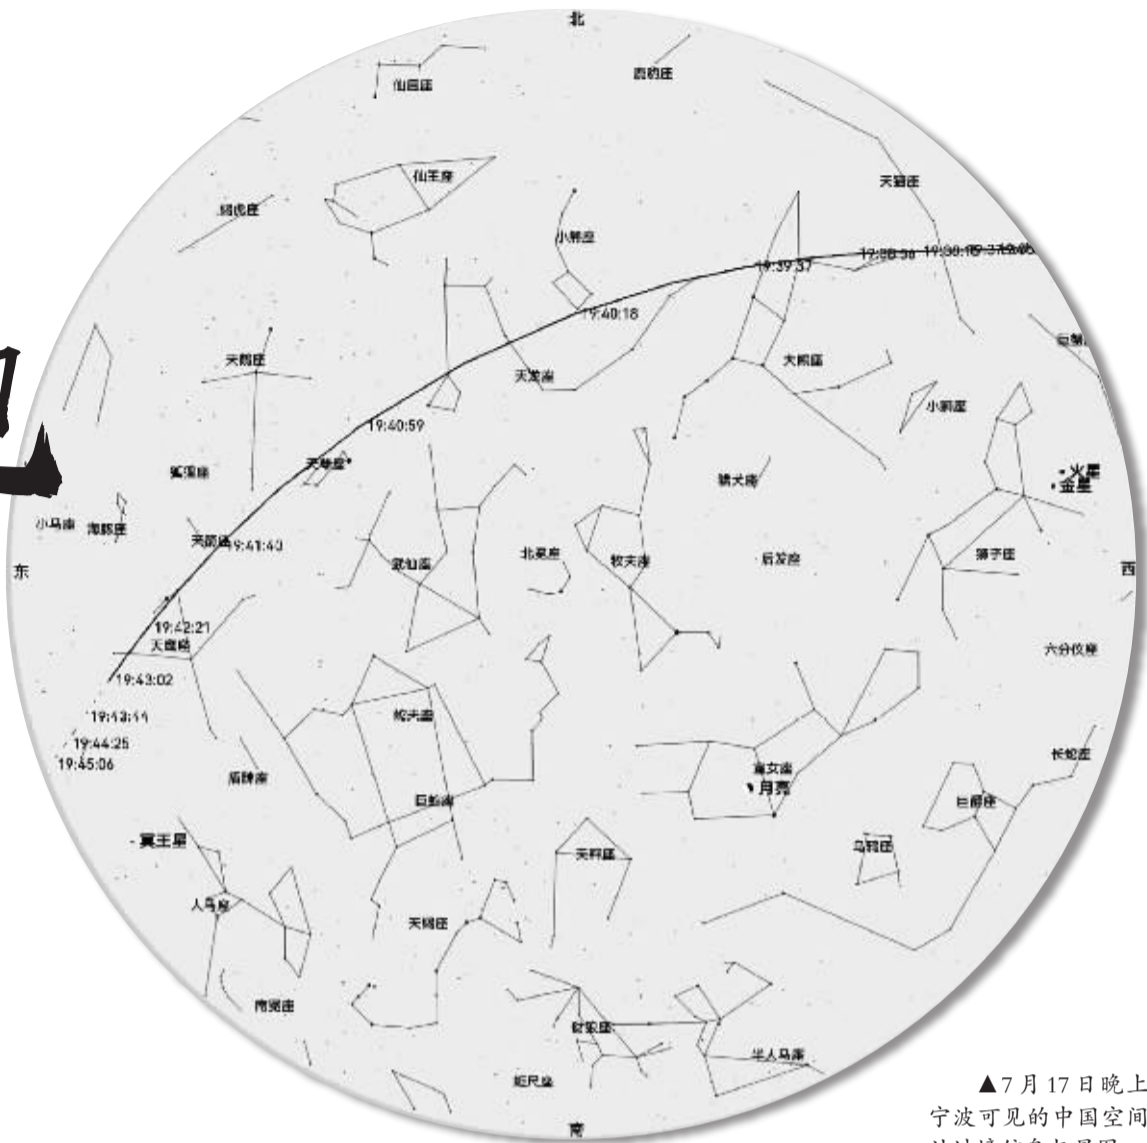 北
仙后座
鹿豹座
仙王座
天猫座
蝎虎座
小熊座
19:38:56
19:39:37
19:40:18
天鹅座
大熊座
天龙座
小狮座
19:40:59
天琴座
狐狸座
猎犬座
火星
金星
小马座
海豚座
天箭座
19:41:40
北冕座
牧夫座
后发座
狮子座
武仙座
东
西
19:42:21
天鹰座
六分仪座
19:43:02
蛇夫座
19:43:44
19:44:25
19:45:06
长蛇座
盾牌座
室女座
月亮
巨蛇座
巨爵座
冥王星
天秤座
乌鸦座
人马座
天蝎座
南冕座
豺狼座
半人马座
矩尺座
南
▲7月17日晚上
宁波可见的中国空间